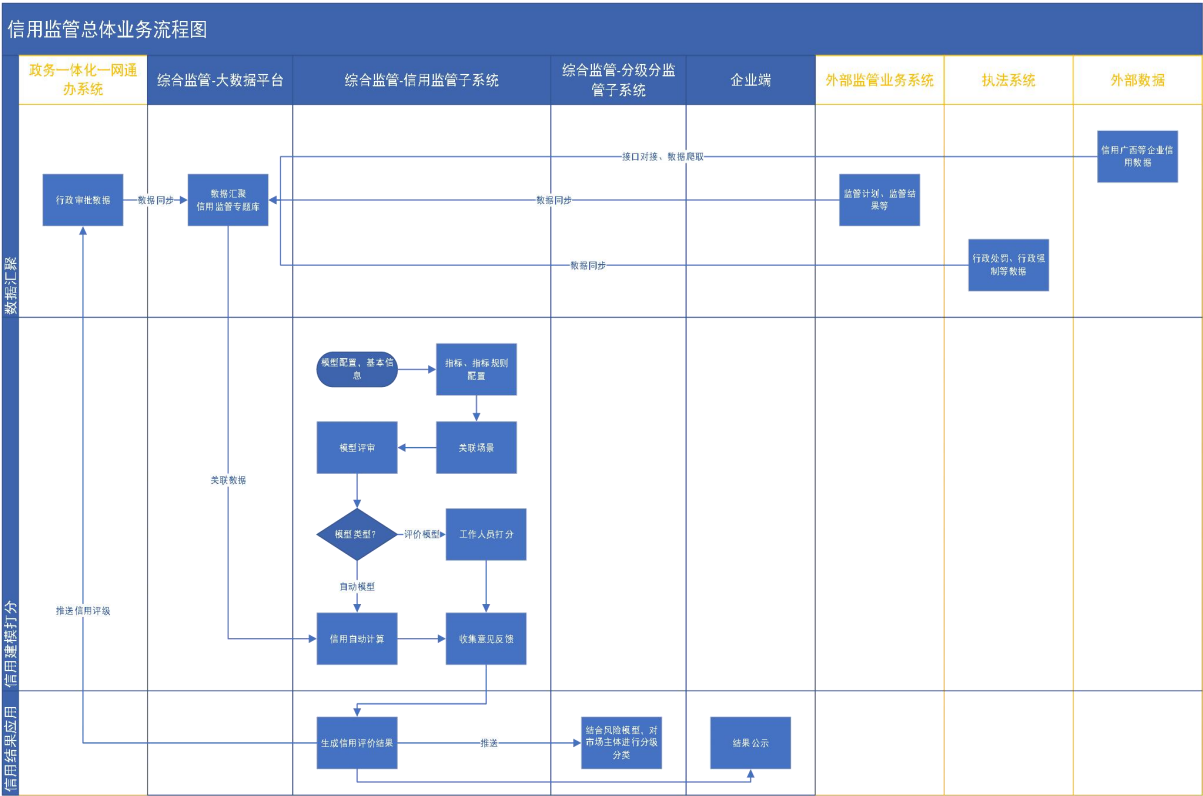 信用监管总体业务流程图
政务一体化一网通
办系统
综合监管-大数据平台
综合监管-信用监管子系统
综合监管-分级分监
管子系统
企业端
外部监管业务系统
执法系统
外部数据
数据汇聚
信用广西等企业信
用数据
接口对接、数据爬取
行政审批数据
数据同步
数据汇聚
信用监管专题库
数据同步
监管计划、监管结
果等
数据同步
行政处罚、行政强
制等数据
信用建模打分
模型配置，基本信
息
指标、指标规则
配置
模型评审
关联场景
关联数据
模型类型?
评价模型
工作人员打分
自动模型
推送信用评级
信用自动计算
收集意见反馈
信用结果应用
生成信用评价结果
推送
结合风险模型，对
市场主体进行分级
分类
结果公示